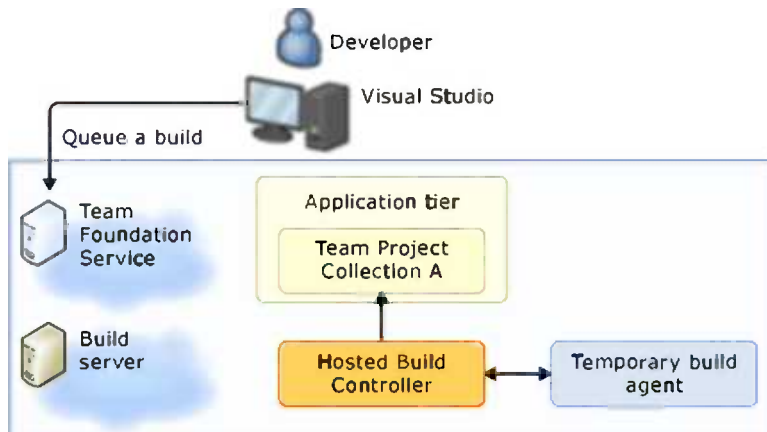 Developer
Visual Studio
Queue a build
Team
Foundation
Service
Application tier
Team Project
Collection A
Build
server
Hosted Build
Controller
Temporary build
agent